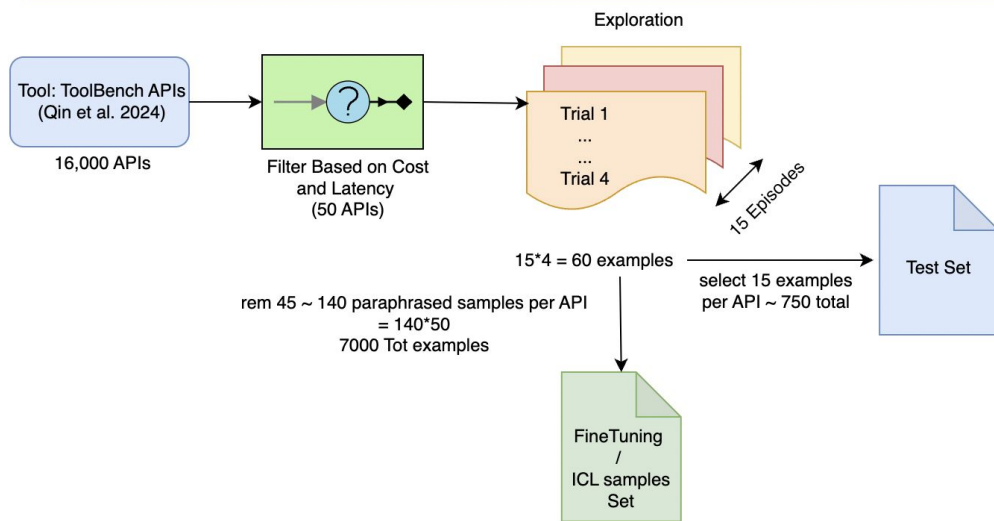 Exploration
Tool: ToolBench APIs
(Qin et al. 2024)
16,000 APIs
?
Filter Based on Cost
and Latency
(50 APIs)
Trial 1
...
...
Trial 4
15 Episodes
15*4 = 60 examples
select 15 examples
per API ~ 750 total
Test Set
rem 45 ~ 140 paraphrased samples per API
= 140*50
7000 Tot examples
FineTuning
/
ICL samples
Set